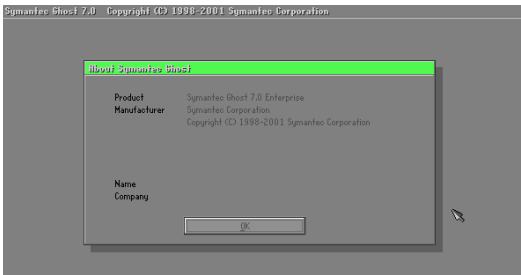 Symantec Ghost 7.0 Copyright (C) 1998-2001 Symantec Corporation
About Symantec Ghost
Product Symantec Ghost 7.0 Enterprise
Manufacturer Symantec Corporation
Copyright (C) 1998-2001 Symantec Corporation
Name
Company
OK